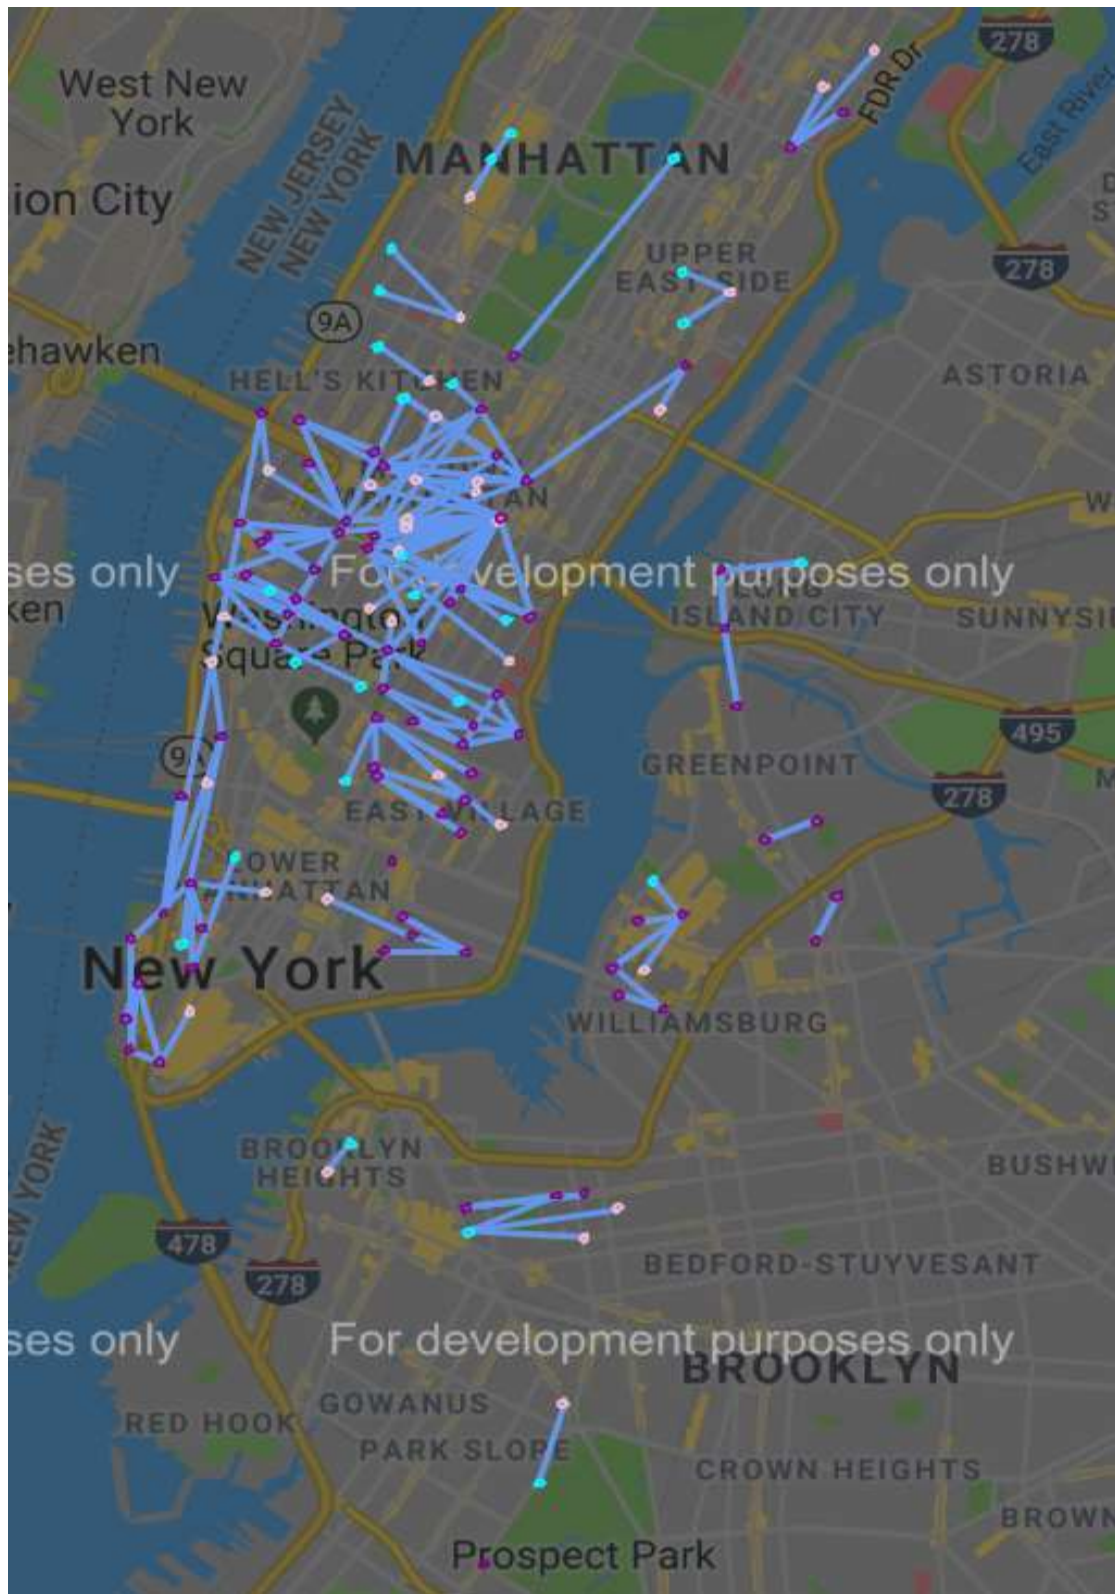 278
West New
York
FDR Dr
East River
MANHATTAN
NEW JERSEY
NEW YORK
ion City
UPPER
EAST SIDE
278
9A
ehawken
HELL'S KITCHEN
ASTORIA
ses only
For development purposes only
ken
LONG
ISLAND CITY
SUNNYSI
Washington
Square Park
9A
495
GREENPOINT
278
EAST VILLAGE
LOWER
MANHATTAN
New York
WILLIAMSBURG
BROOKLYN
HEIGHTS
BUSHW
NEW YORK
478
278
BEDFORD-STUYVESANT
ses only
For development purposes only
BROOKLYN
GOWANUS
RED HOOK
PARK SLOPE
CROWN HEIGHTS
BROWN
Prospect Park